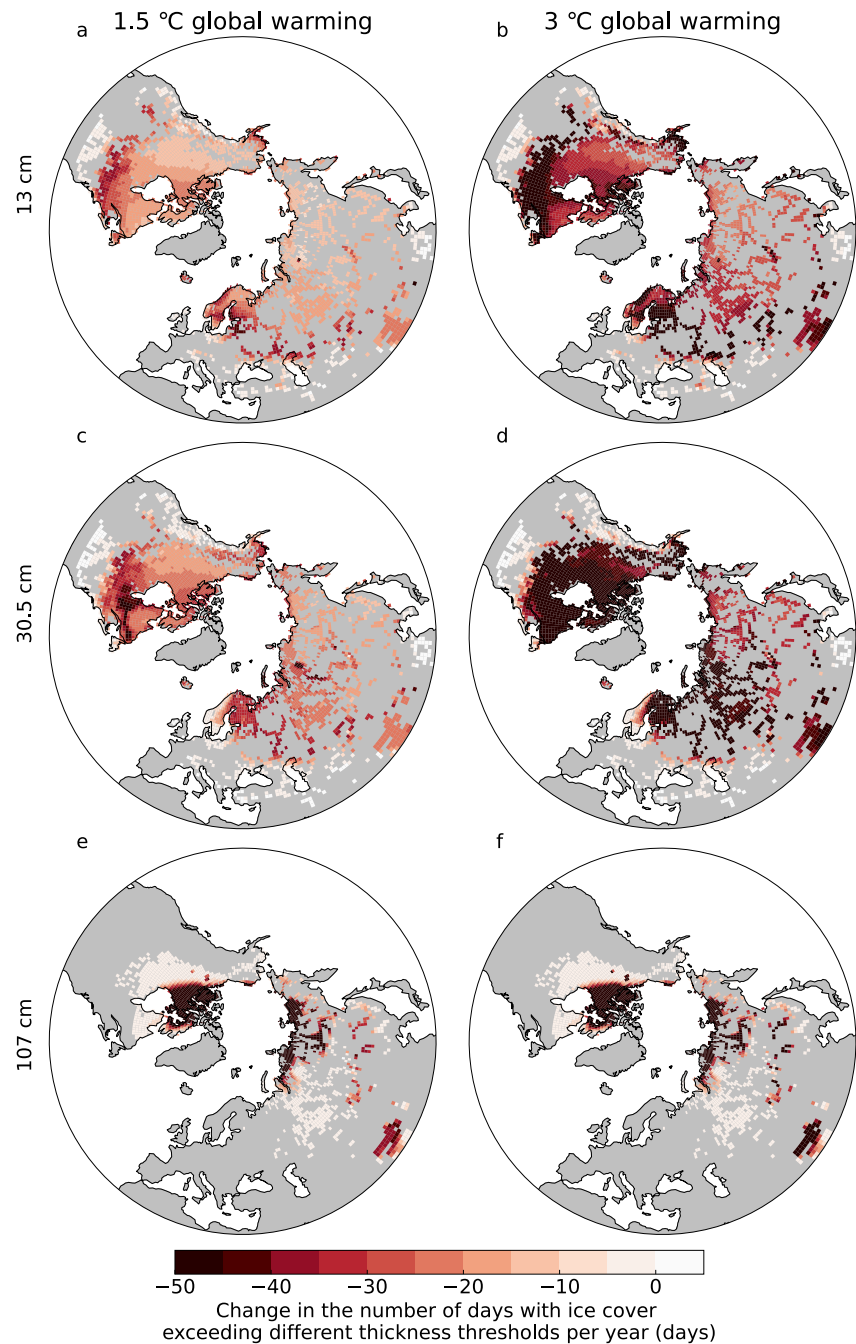 1.5 °C global warming
3 °C global warming
a
b
13 cm
c
d
30.5 cm
e
f
107 cm
−50
−40
−30
−20
−10
0
Change in the number of days with ice cover
exceeding different thickness thresholds per year (days)